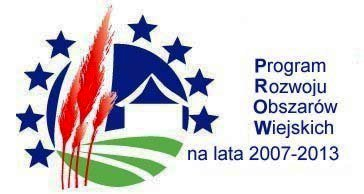 Program
Rozwoju
Obszarów
Wiejskich
na lata 2007-2013